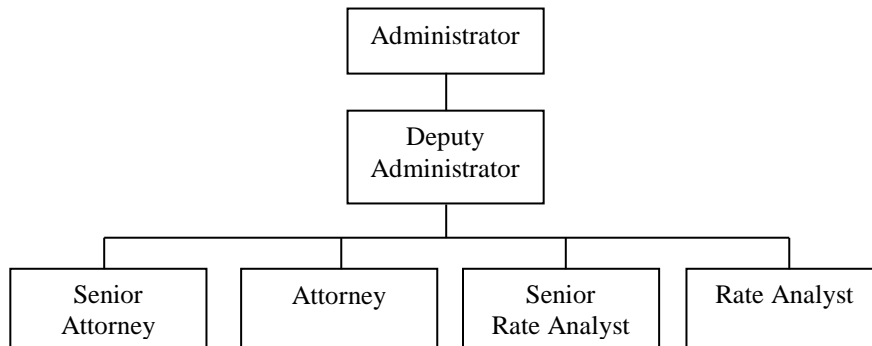 Administrator
Deputy
Administrator
Senior
Attorney
Attorney
Senior
Rate Analyst
Rate Analyst